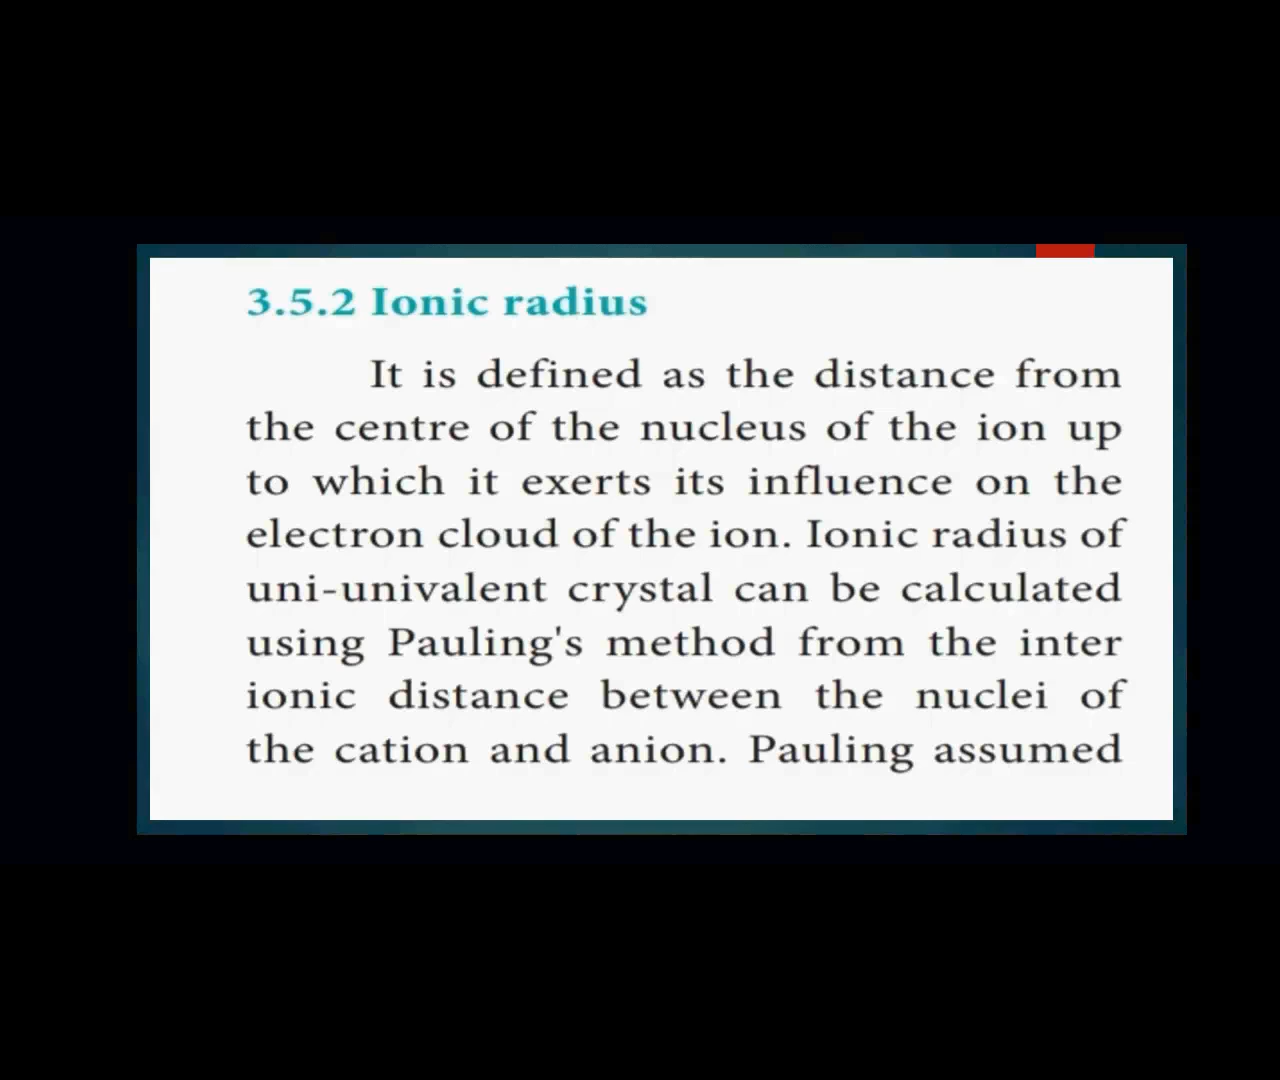 3.5.2 Ionic radius
It is defined as the distance from
the centre of the nucleus of the ion up
to which it exerts its influence on the
electron cloud of the ion. Ionic radius of
uni-univalent crystal can be calculated
using Pauling's method from the inter
ionic distance between the nuclei of
the cation and anion. Pauling assumed